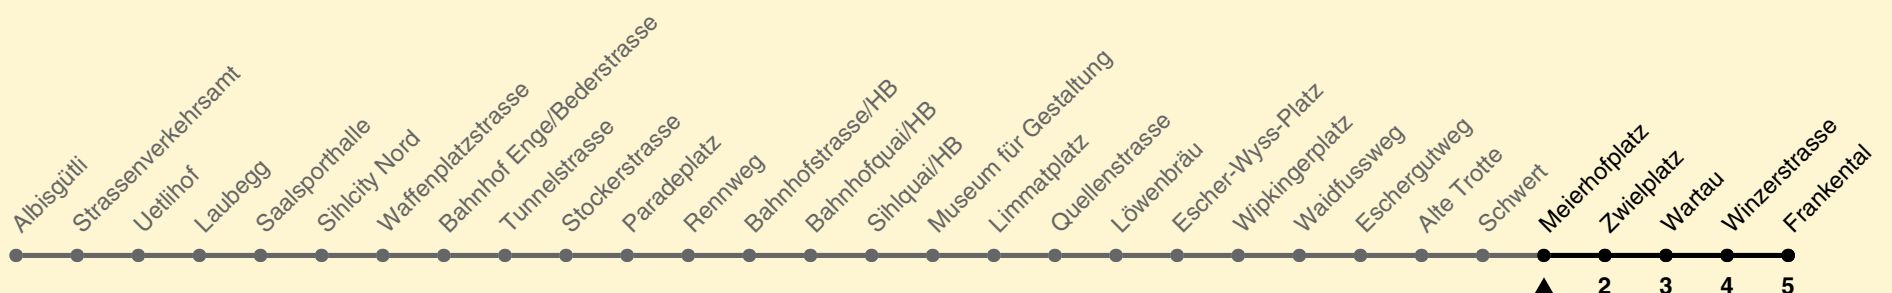 Albisgütli
Strassenverkehrsamt
Uetlihof
Laubegg
Saalsporthalle
Sihlcity Nord
Waffenplatzstrasse
Bahnhof Enge/Bederstrasse
Tunnelstrasse
Stockerstrasse
Paradeplatz
Rennweg
Bahnhofstrasse/HB
Bahnhofquai/HB
Sihlquai/HB
Museum für Gestaltung
Limmatplatz
Quellenstrasse
Löwenbräu
Escher-Wyss-Platz
Wipkingerplatz
Waidfussweg
Eschergutweg
Alte Trotte
Schwert
Meierhofplatz
Zwielplatz
Wartau
Winzerstrasse
Frankental
2 3 4 5